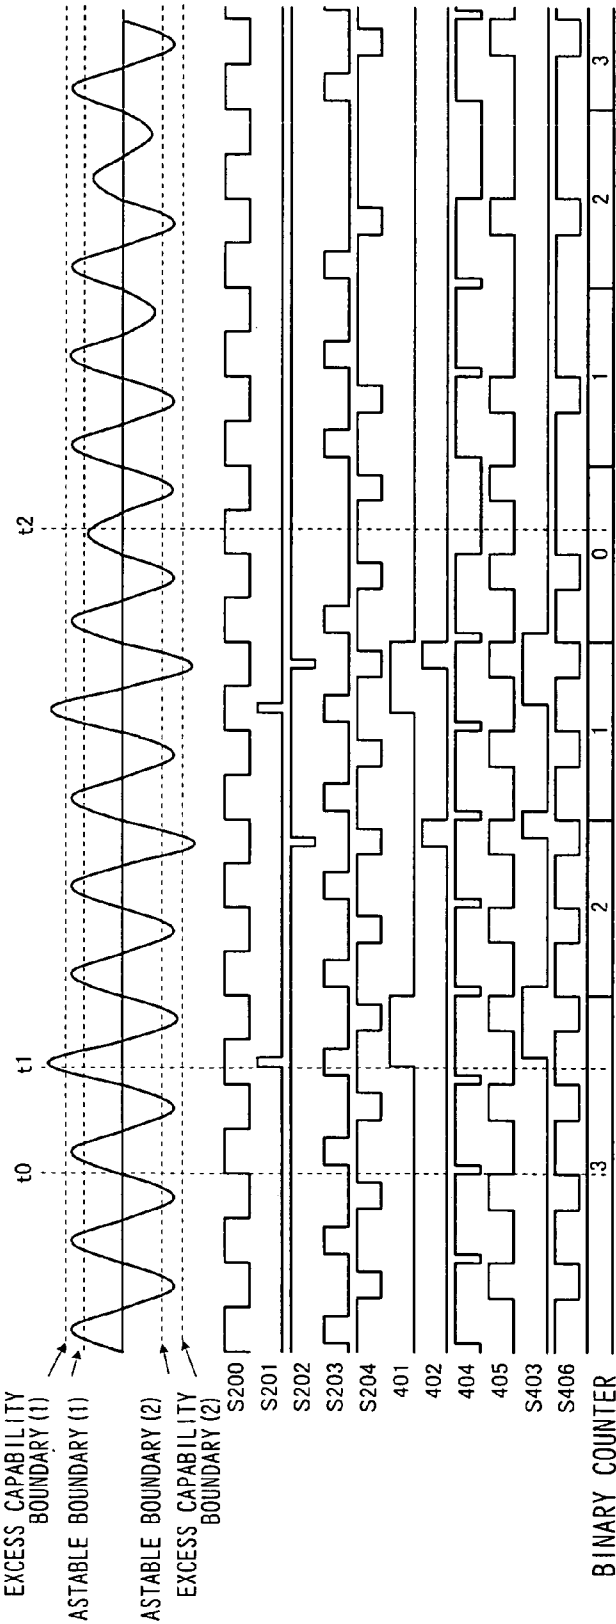 t0
t1
t2
EXCESS CAPABILITY
BOUNDARY(1)
ASTABLE BOUNDARY(1)
ASTABLE BOUNDARY(2)
EXCESS CAPABILITY
BOUNDARY(2)
S200
S201
S202
S203
S204
401
402
404
405
S403
S406
BINARY COUNTER
3
2
1
0
1
2
3